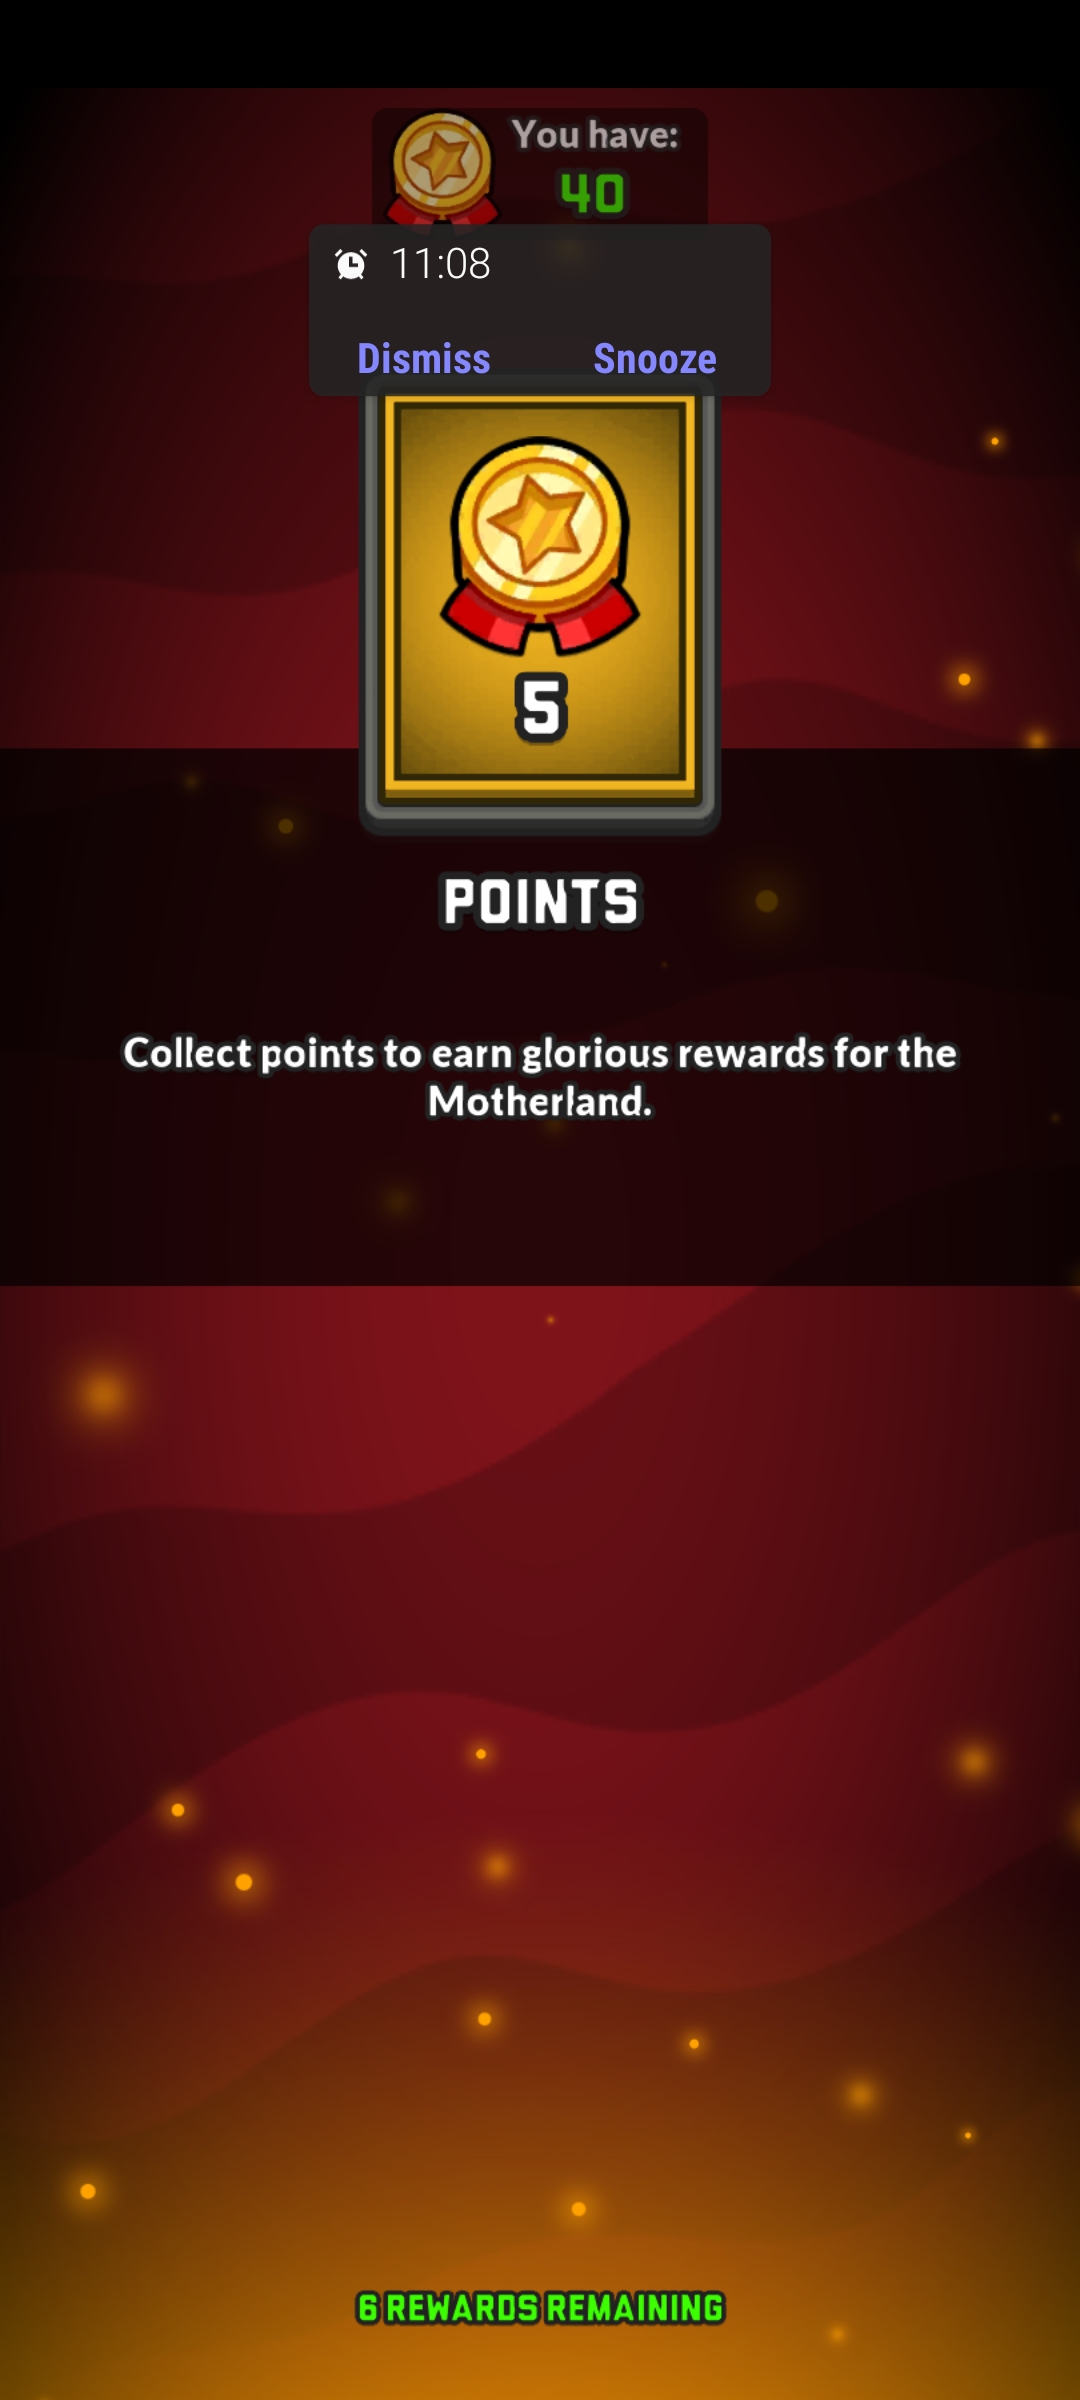 You have:
40
11:08
Dismiss Snooze
5
POINTS
Collect points to earn glorious rewards for the
Motherland.
6 REWARDS REMAINING